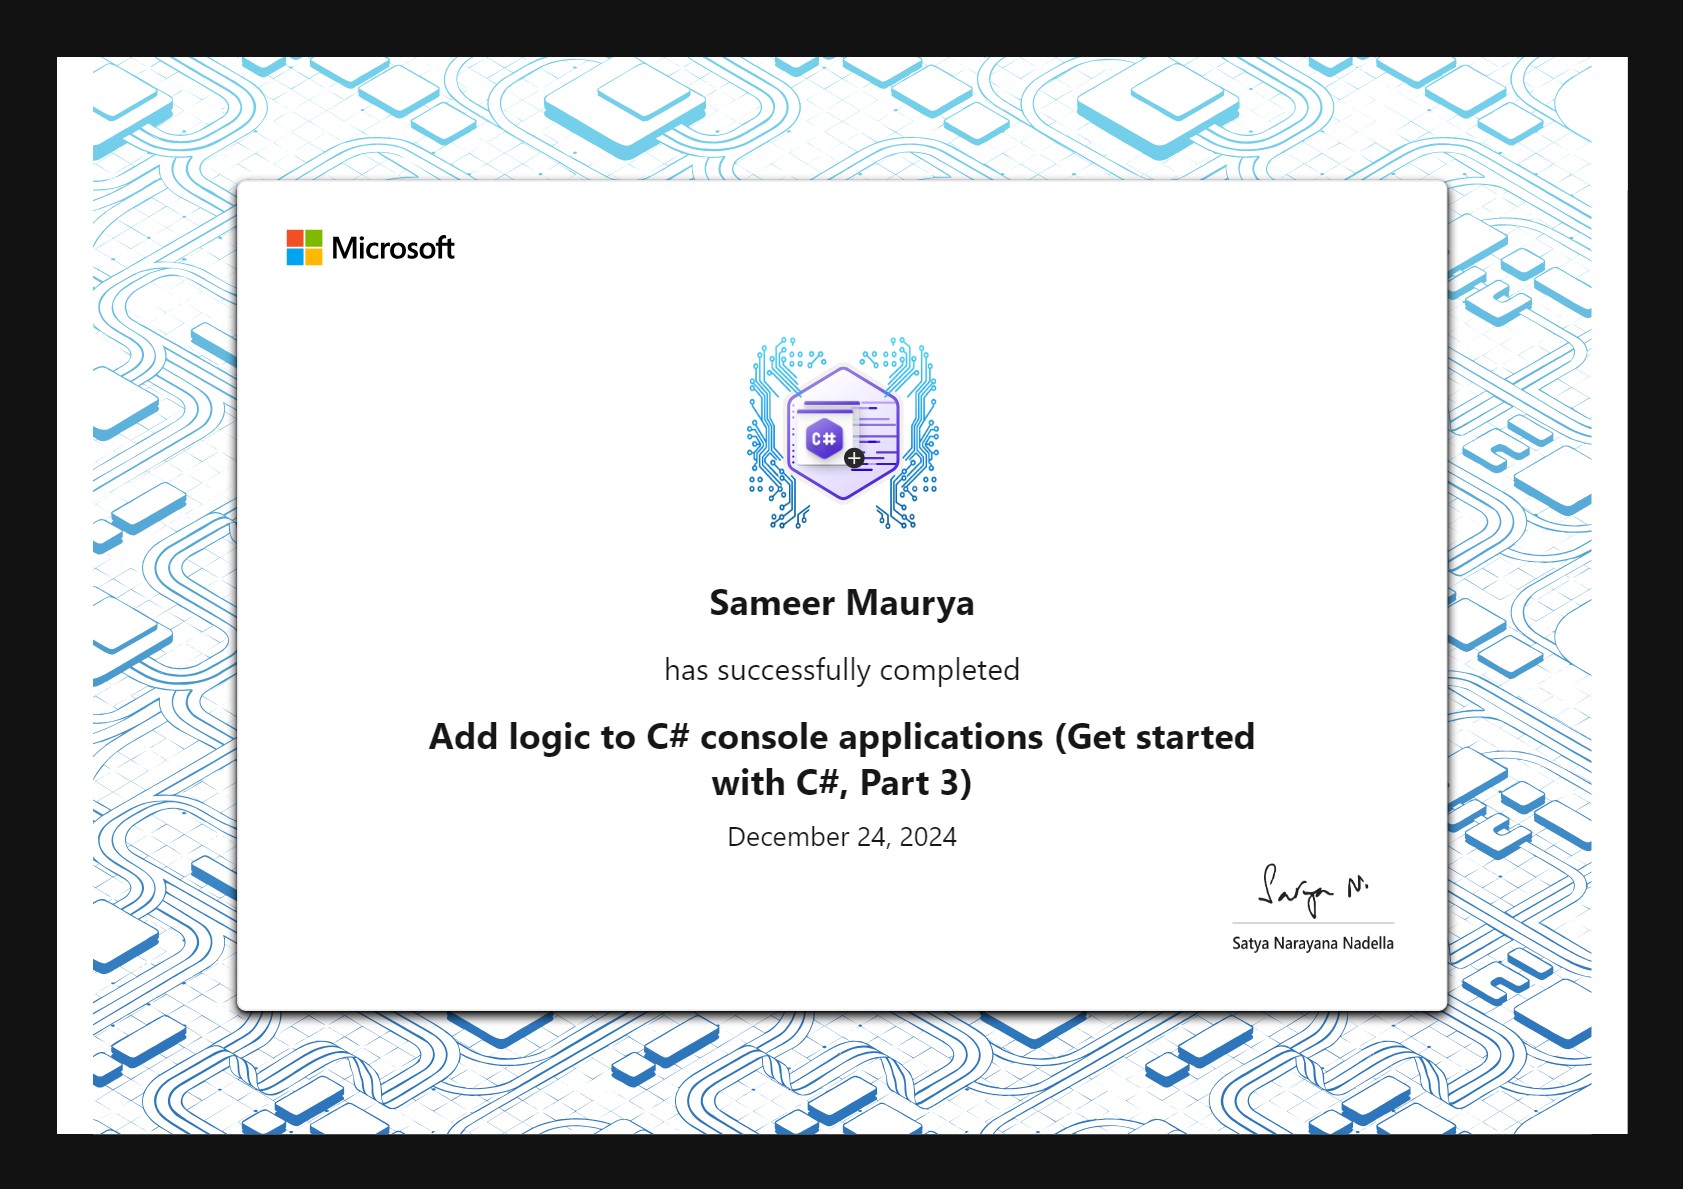 Microsoft
C#
Sameer Maurya
has successfully completed
Add logic to C# console applications (Get started
with C#, Part 3)
December 24, 2024
Satya N.
Satya Narayana Nadella